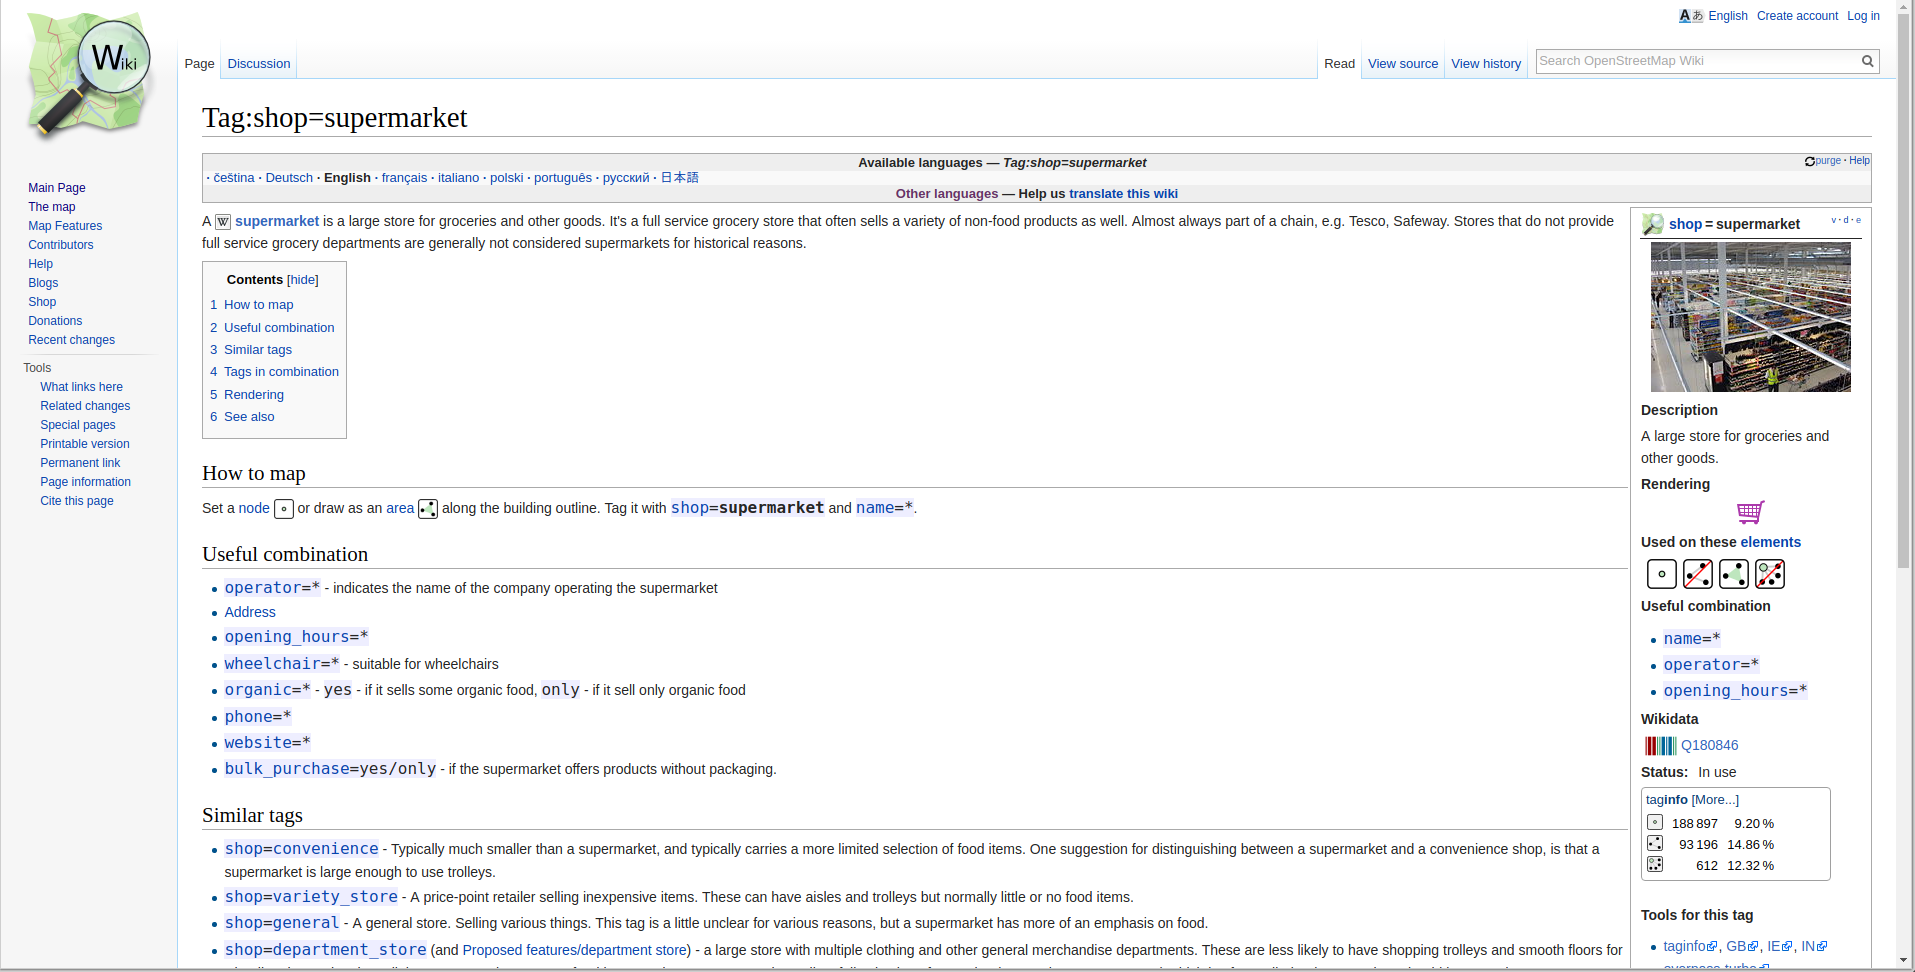 Wiki
English Create account Log in
Page Discussion Read View source View history Search OpenStreetMap Wiki
Main Page
The map
Map Features
Contributors
Help
Blogs
Shop
Donations
Recent changes
Tools
What links here
Related changes
Special pages
Printable version
Permanent link
Page information
Cite this page
Tag:shop=supermarket
Available languages — Tag:shop=supermarket
purge · Help
· čeština · Deutsch · English · français · italiano · polski · português · русский · 日本語
Other languages — Help us translate this wiki
A W supermarket is a large store for groceries and other goods. It's a full service grocery store that often sells a variety of non-food products as well. Almost always part of a chain, e.g. Tesco, Safeway. Stores that do not provide
full service grocery departments are generally not considered supermarkets for historical reasons.
Contents [hide]
1 How to map
2 Useful combination
3 Similar tags
4 Tags in combination
5 Rendering
6 See also
How to map
Set a node or draw as an area along the building outline. Tag it with shop=supermarket and name=*.
Useful combination
• operator=* - indicates the name of the company operating the supermarket
• Address
• opening_hours=*
• wheelchair=* - suitable for wheelchairs
• organic=* - yes - if it sells some organic food, only - if it sell only organic food
• phone=*
• website=*
• bulk_purchase=yes/only - if the supermarket offers products without packaging.
Similar tags
• shop=convenience - Typically much smaller than a supermarket, and typically carries a more limited selection of food items. One suggestion for distinguishing between a supermarket and a convenience shop, is that a
supermarket is large enough to use trolleys.
• shop=variety_store - A price-point retailer selling inexpensive items. These can have aisles and trolleys but normally little or no food items.
• shop=general - A general store. Selling various things. This tag is a little unclear for various reasons, but a supermarket has more of an emphasis on food.
• shop=department_store (and Proposed features/department store) - a large store with multiple clothing and other general merchandise departments. These are less likely to have shopping trolleys and smooth floors for
shop = supermarket
v · d · e
Description
A large store for groceries and
other goods.
Rendering
Used on these elements
Useful combination
• name=*
• operator=*
• opening_hours=*
Wikidata
Q180846
Status: In use
taginfo [More...]
188 897 9.20 %
93 196 14.86 %
612 12.32 %
Tools for this tag
• taginfo, GB, IE, IN